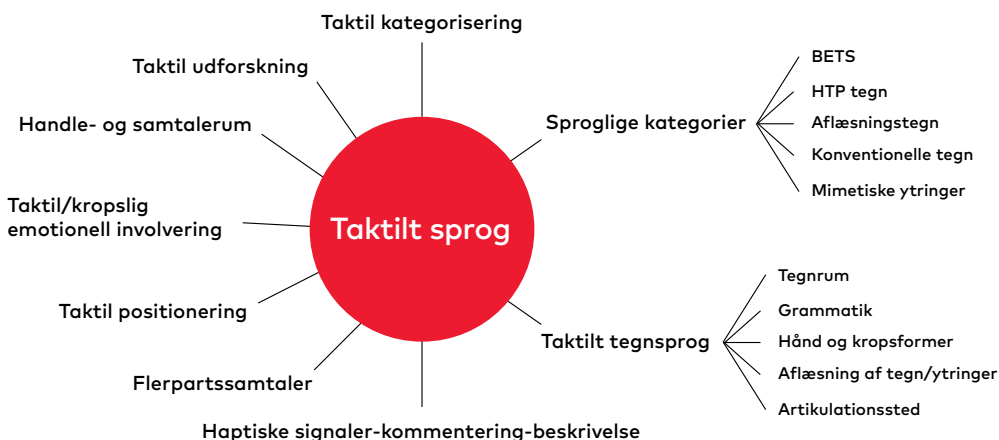 Taktil kategorisering
Taktil udforskning
Handle- og samtalerum
Taktil/kropslig
emotionell involvering
Taktil positionering
Flerpartssamtaler
Haptiske signaler-kommentering-beskrivelse
Taktilt sprog
Sproglige kategorier
BETS
HTP tegn
Aflæsningstegn
Konventionelle tegn
Mimetiske ytringer
Taktilt tegnsprog
Tegnrum
Grammatik
Hånd og kropsformer
Aflæsning af tegn/ytringer
Artikulationssted